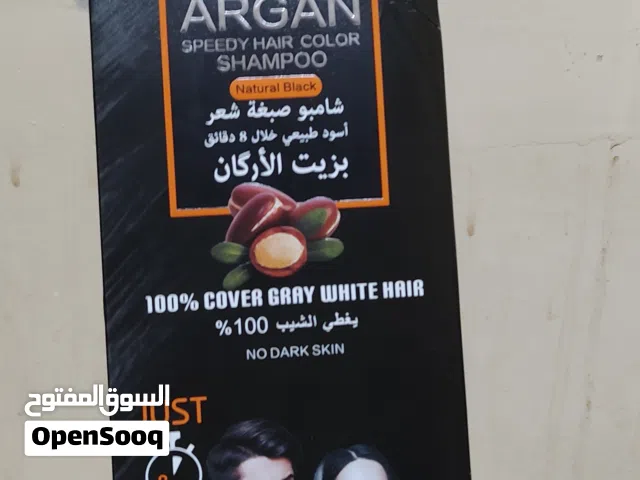 ARGAN
SPEEDY HAIR COLOR
SHAMPOO
Natural Black
شامبو صبغة شعر
أسود طبيعي خلال 8 دقائق
بزيت الأرگان
100% COVER GRAY WHITE HAIR
يغطي الشيب 100%
NO DARK SKIN
JUST
السوق المفتوح
OpenSooq